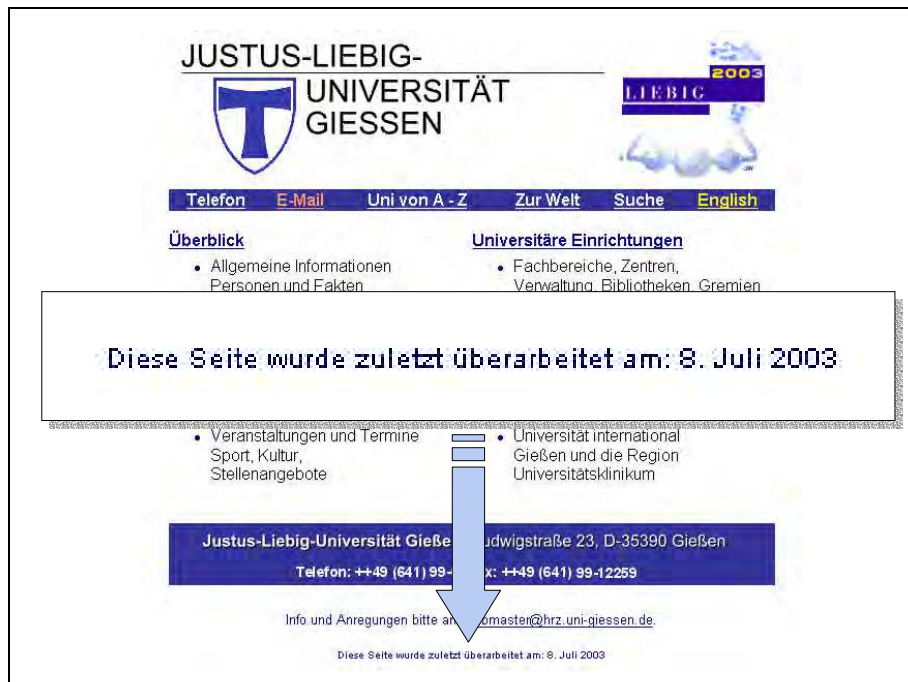 JUSTUS-LIEBIG-
UNIVERSITÄT
GIESSEN
2003
LIEBIG
Telefon E-Mail Uni von A - Z Zur Welt Suche English
Überblick
• Allgemeine Informationen
Personen und Fakten
Universitäre Einrichtungen
• Fachbereiche, Zentren,
Verwaltung, Bibliotheken, Gremien
Diese Seite wurde zuletzt überarbeitet am: 8. Juli 2003
• Veranstaltungen und Termine
Sport, Kultur,
Stellenangebote
• Universität international
Gießen und die Region
Universitätsklinikum
Justus-Liebig-Universität Gieße udwigstraße 23, D-35390 Gießen
Telefon: ++49 (641) 99- x: ++49 (641) 99-12259
Info und Anregungen bitte an omaster@hrz.uni-giessen.de.
Diese Seite wurde zuletzt überarbeitet am: 8. Juli 2003